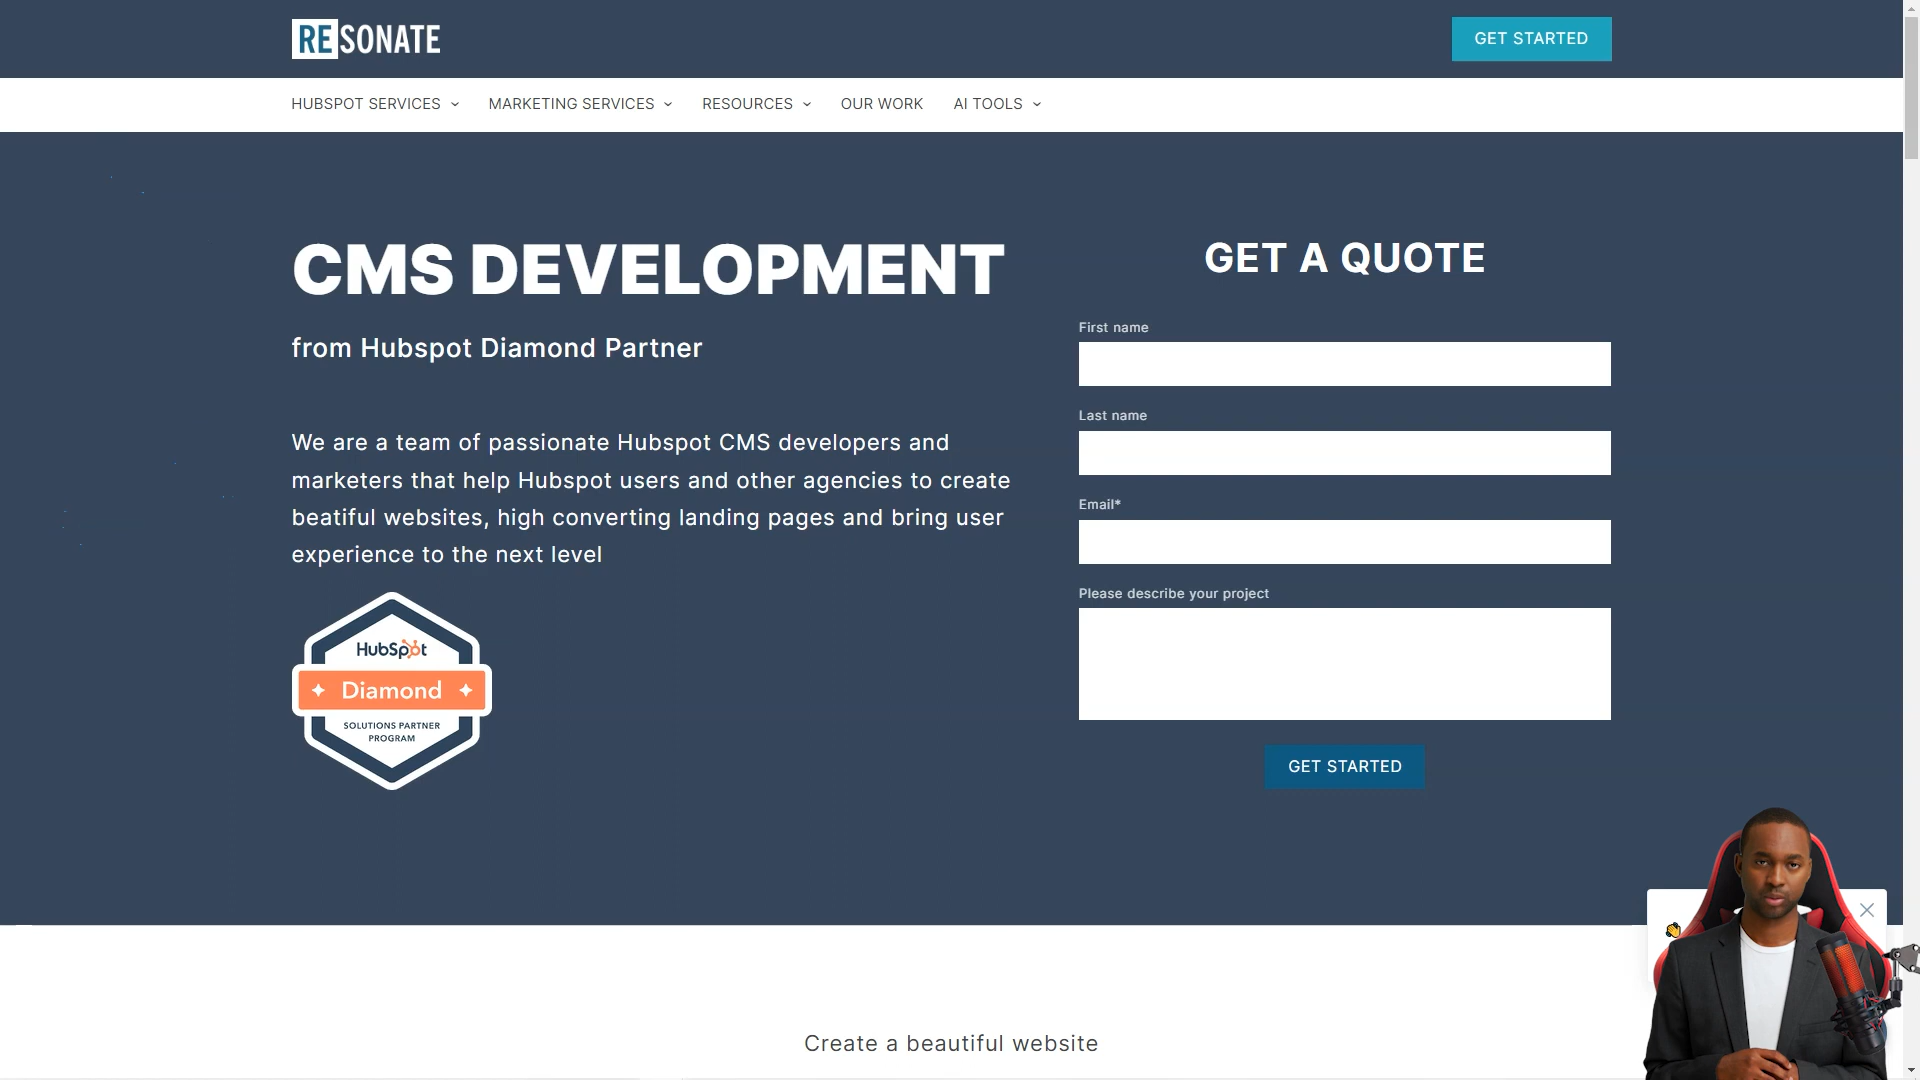 RESONATE
GET STARTED
HUBSPOT SERVICES
MARKETING SERVICES
RESOURCES
OUR WORK
AI TOOLS
CMS DEVELOPMENT
from Hubspot Diamond Partner
We are a team of passionate Hubspot CMS developers and
marketers that help Hubspot users and other agencies to create
beatiful websites, high converting landing pages and bring user
experience to the next level
HubSpot
Diamond
SOLUTIONS PARTNER
PROGRAM
GET A QUOTE
First name
Last name
Email*
Please describe your project
GET STARTED
Create a beautiful website